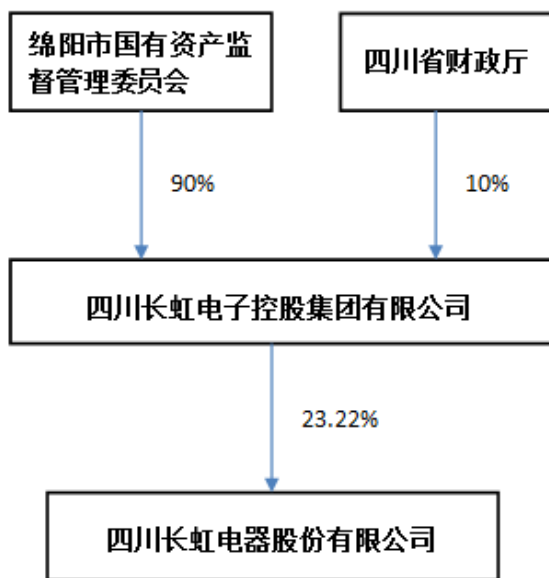 绵阳市国有资产监
督管理委员会
四川省财政厅
90%
10%
四川长虹电子控股集团有限公司
23.22%
四川长虹电器股份有限公司